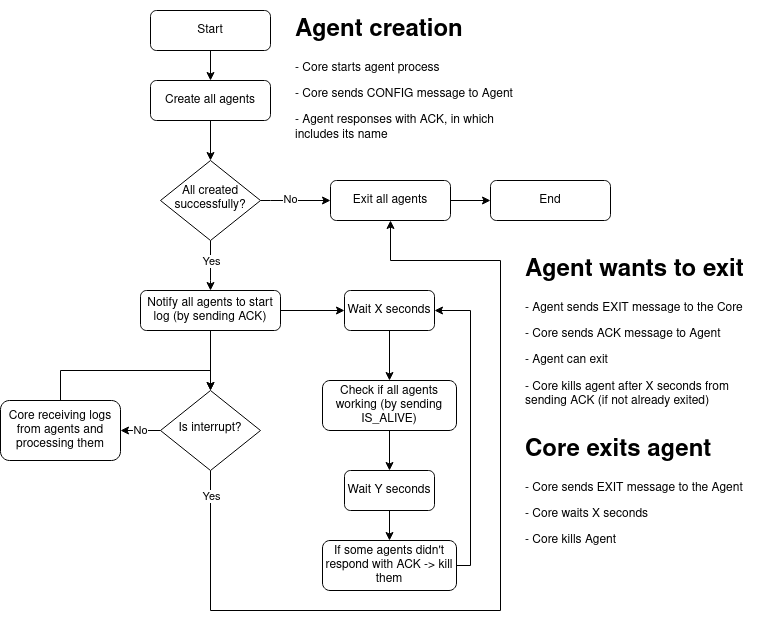 Start
Agent creation
- Core starts agent process
- Core sends CONFIG message to Agent
- Agent responses with ACK, in which
includes its name
Create all agents
All created
successfully?
No
Exit all agents
End
Yes
Agent wants to exit
- Agent sends EXIT message to the Core
- Core sends ACK message to Agent
- Agent can exit
- Core kills agent after X seconds from
sending ACK (if not already exited)
Notify all agents to start
log (by sending ACK)
Wait X seconds
Check if all agents
working (by sending
IS_ALIVE)
Core receiving logs
from agents and
processing them
No
Is interrupt?
Core exits agent
- Core sends EXIT message to the Agent
- Core waits X seconds
- Core kills Agent
Wait Y seconds
Yes
If some agents didn't
respond with ACK -> kill
them